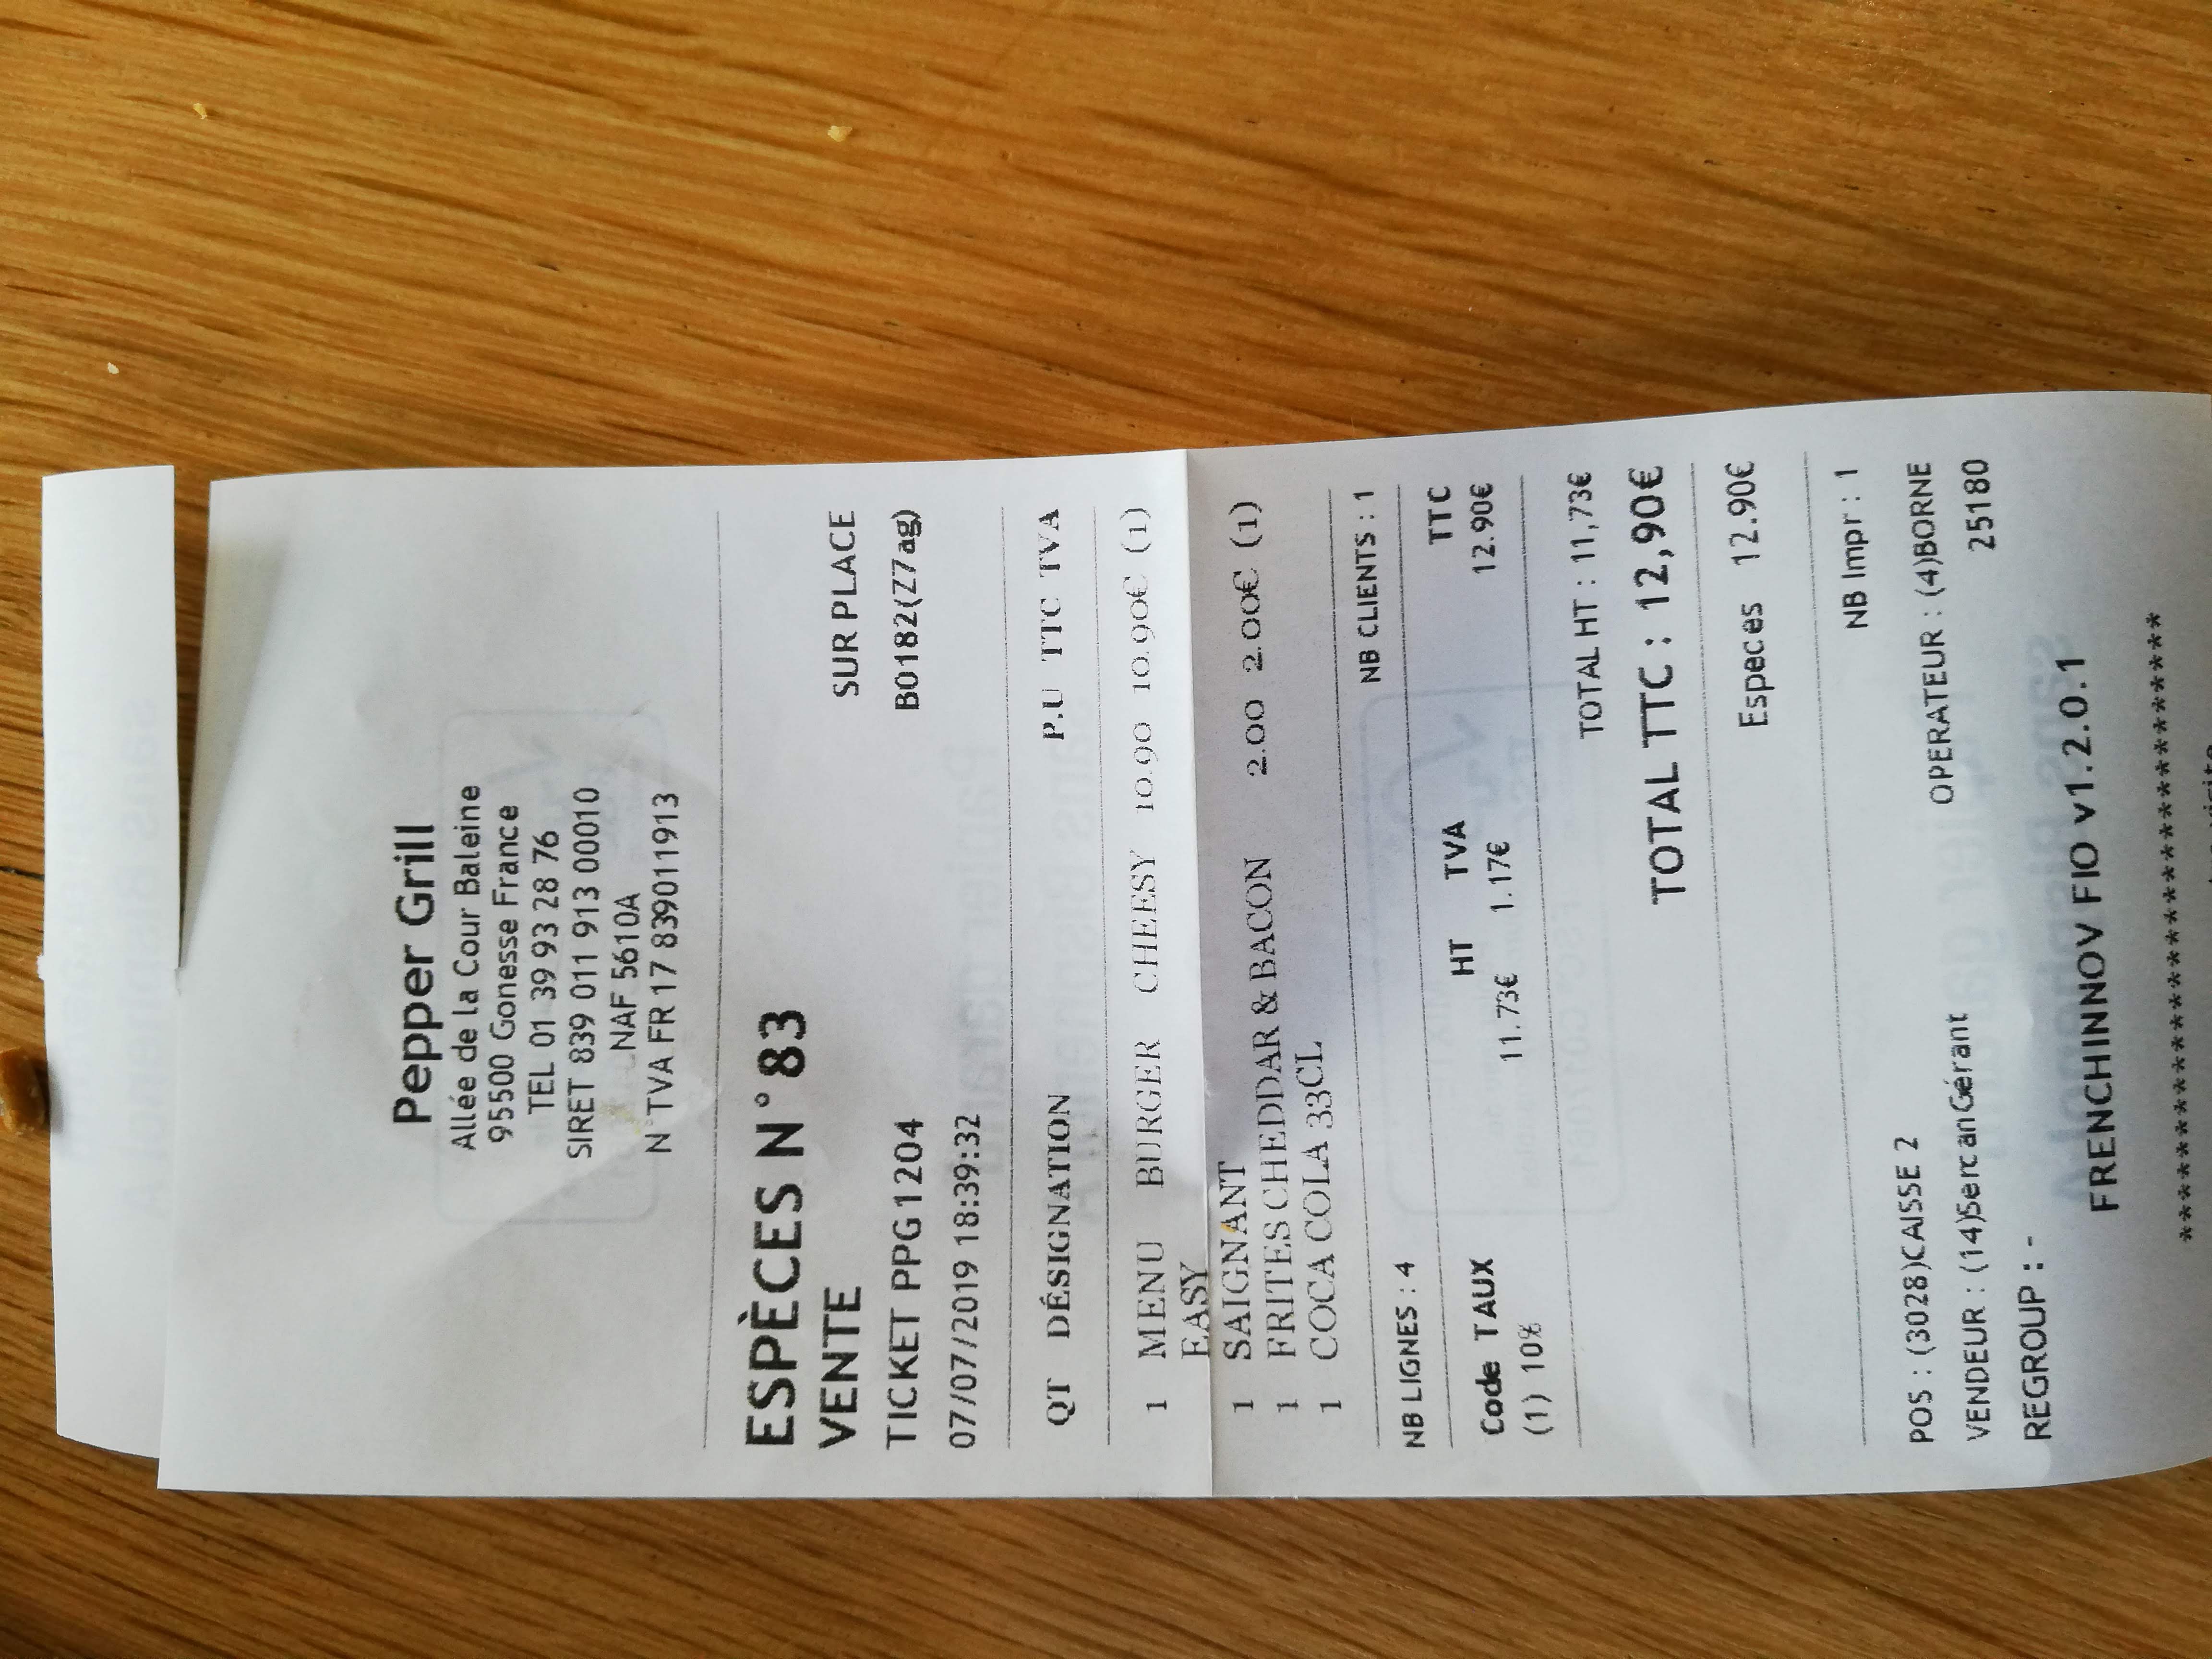 Pepper Grill
Allée de la Cour Baleine
95500 Gonesse France
TEL 01 39 93 28 76
SIRET 839 011 913 00010
NAF 5610A
N° TVA FR 17 839011913
ESPÈCES N°83
VENTE SUR PLACE
TICKET PPG1204 B0182(Z7ag)
07/07/2019 18:39:32
QT DÉSIGNATION P.U TTC TVA
1 MENU BURGER CHEESY 10.90 10.90€ (1)
EASY
1 SAIGNANT
1 FRITES CHEDDAR & BACON 2.00 2.00€ (1)
1 COCA COLA 33CL
NB LIGNES : 4 NB CLIENTS : 1
Code TAUX HT TVA TTC
(1) 10% 11.73€ 1.17€ 12.90€
TOTAL HT : 11,73€
TOTAL TTC : 12,90€
Especes 12.90€
NB Impr : 1
POS : (3028)CAISSE 2 OPERATEUR : (4)BORNE
VENDEUR : (14)Sercan Gérant 25180
REGROUP : -
FRENCHINNOV FIO v1.2.0.1